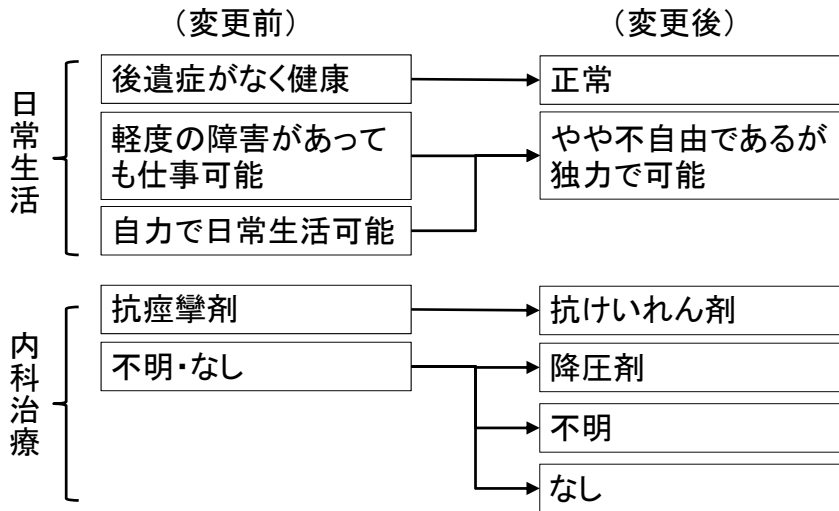 （変更前）
（変更後）
日常生活
後遺症がなく健康
正常
軽度の障害があって
も仕事可能
やや不自由であるが
独力で可能
自力で日常生活可能
内科治療
抗痙攣剤
抗けいれん剤
不明・なし
降圧剤
不明
なし